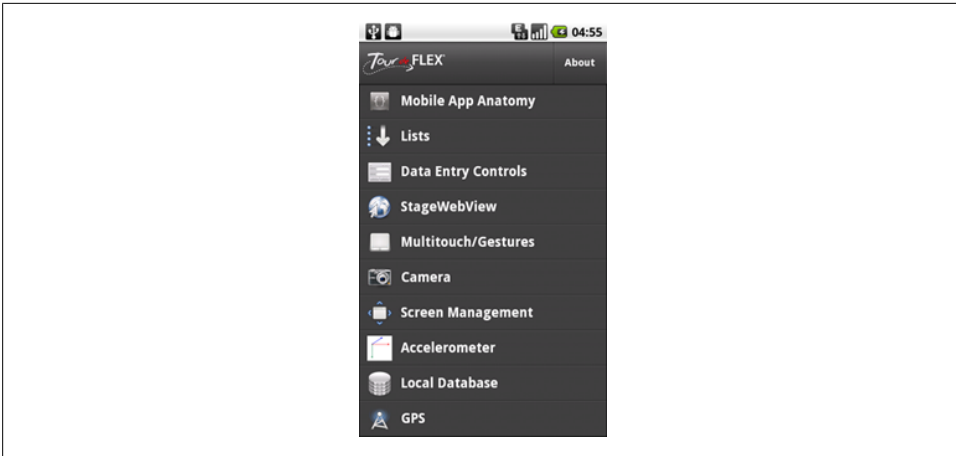 04:55
Tour de FLEX
About
Mobile App Anatomy
Lists
Data Entry Controls
StageWebView
Multitouch/Gestures
Camera
Screen Management
Accelerometer
Local Database
GPS